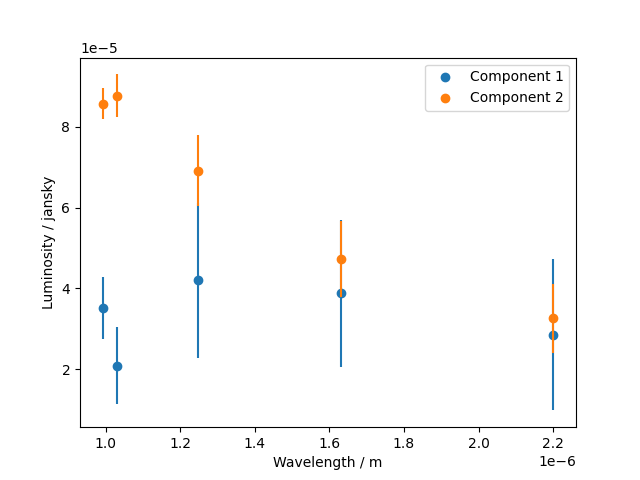 1e−5
Component 1
Component 2
8
6
4
2
Luminosity / jansky
1.0 1.2 1.4 1.6 1.8 2.0 2.2
Wavelength / m
1e−6